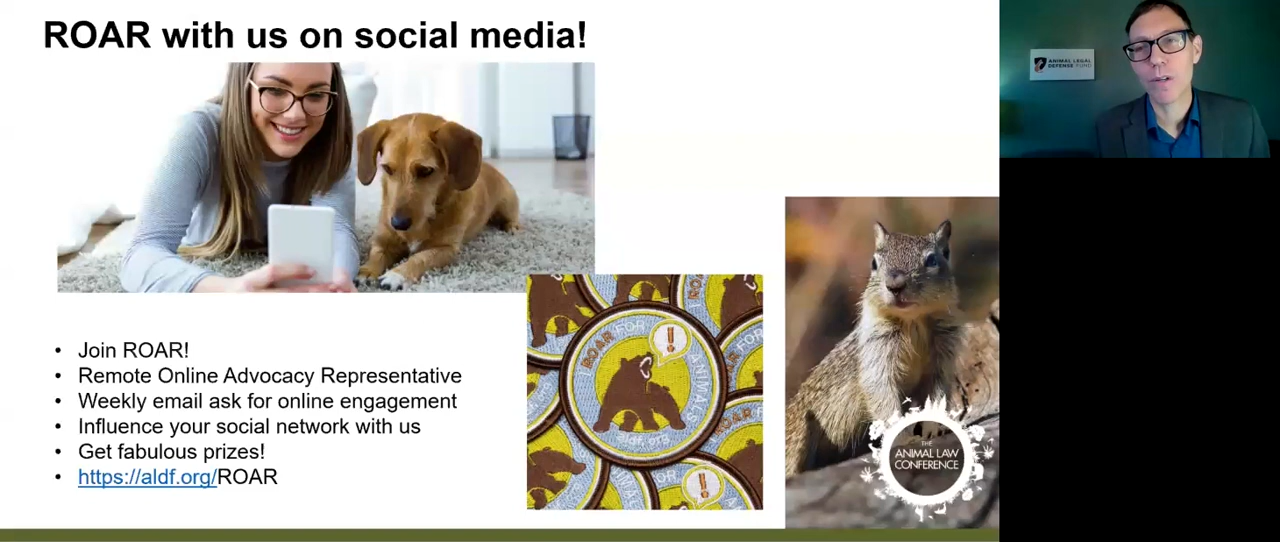 ROAR with us on social media!
ANIMAL LEGAL
DEFENSE FUND
• Join ROAR!
• Remote Online Advocacy Representative
• Weekly email ask for online engagement
• Influence your social network with us
• Get fabulous prizes!
• https://aldf.org/ROAR
I ROAR FOR ANIMALS
!
aldf.org
THE
ANIMAL LAW
CONFERENCE